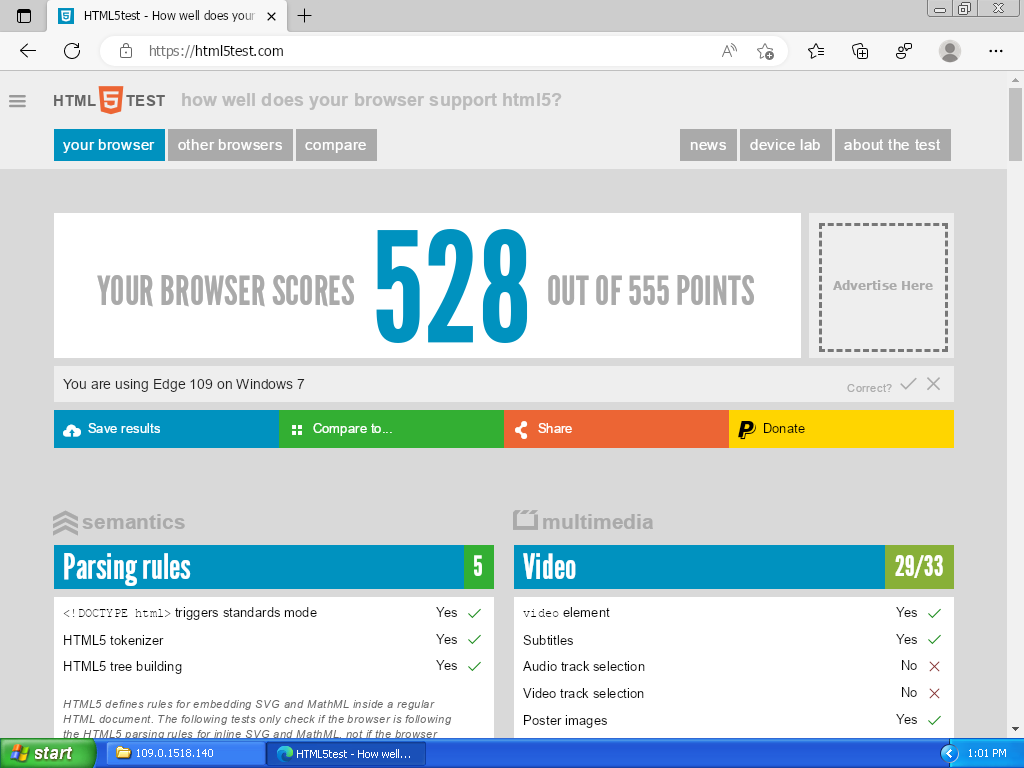 HTML5test - How well does your
https://html5test.com
HTML 5 TEST how well does your browser support html5?
your browser other browsers compare news device lab about the test
YOUR BROWSER SCORES 528 OUT OF 555 POINTS
Advertise Here
You are using Edge 109 on Windows 7 Correct?
Save results Compare to... Share Donate
semantics
Parsing rules 5
<!DOCTYPE html> triggers standards mode Yes
HTML5 tokenizer Yes
HTML5 tree building Yes
HTML5 defines rules for embedding SVG and MathML inside a regular
HTML document. The following tests only check if the browser is following
the HTML5 parsing rules for inline SVG and MathML, not if the browser
multimedia
Video 29/33
video element Yes
Subtitles Yes
Audio track selection No
Video track selection No
Poster images Yes
start 109.0.1518.140 HTML5test - How well... 1:01 PM